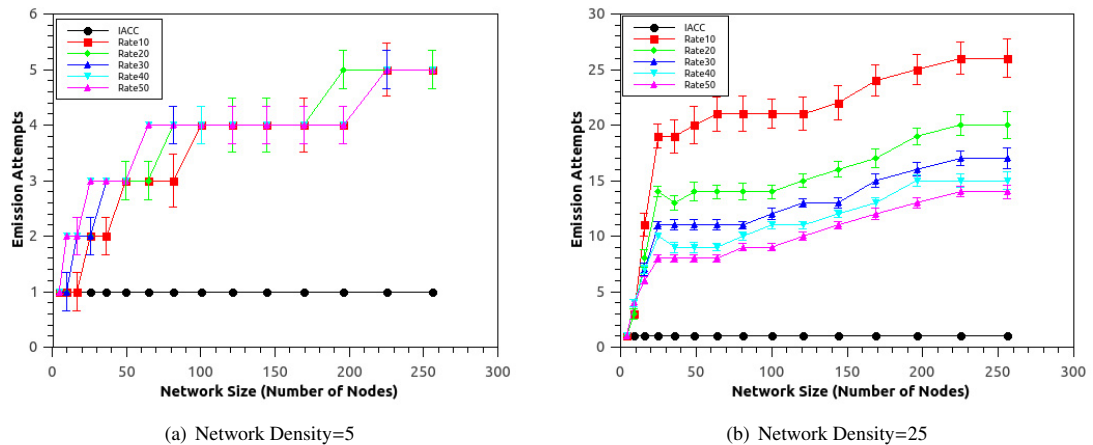 6
5
4
3
2
1
0
Emission Attempts
IACC
Rate10
Rate20
Rate30
Rate40
Rate50
0 50 100 150 200 250 300
Network Size (Number of Nodes)
(a) Network Density=5
30
25
20
15
10
5
0
Emission Attempts
IACC
Rate10
Rate20
Rate30
Rate40
Rate50
0 50 100 150 200 250 300
Network Size (Number of Nodes)
(b) Network Density=25